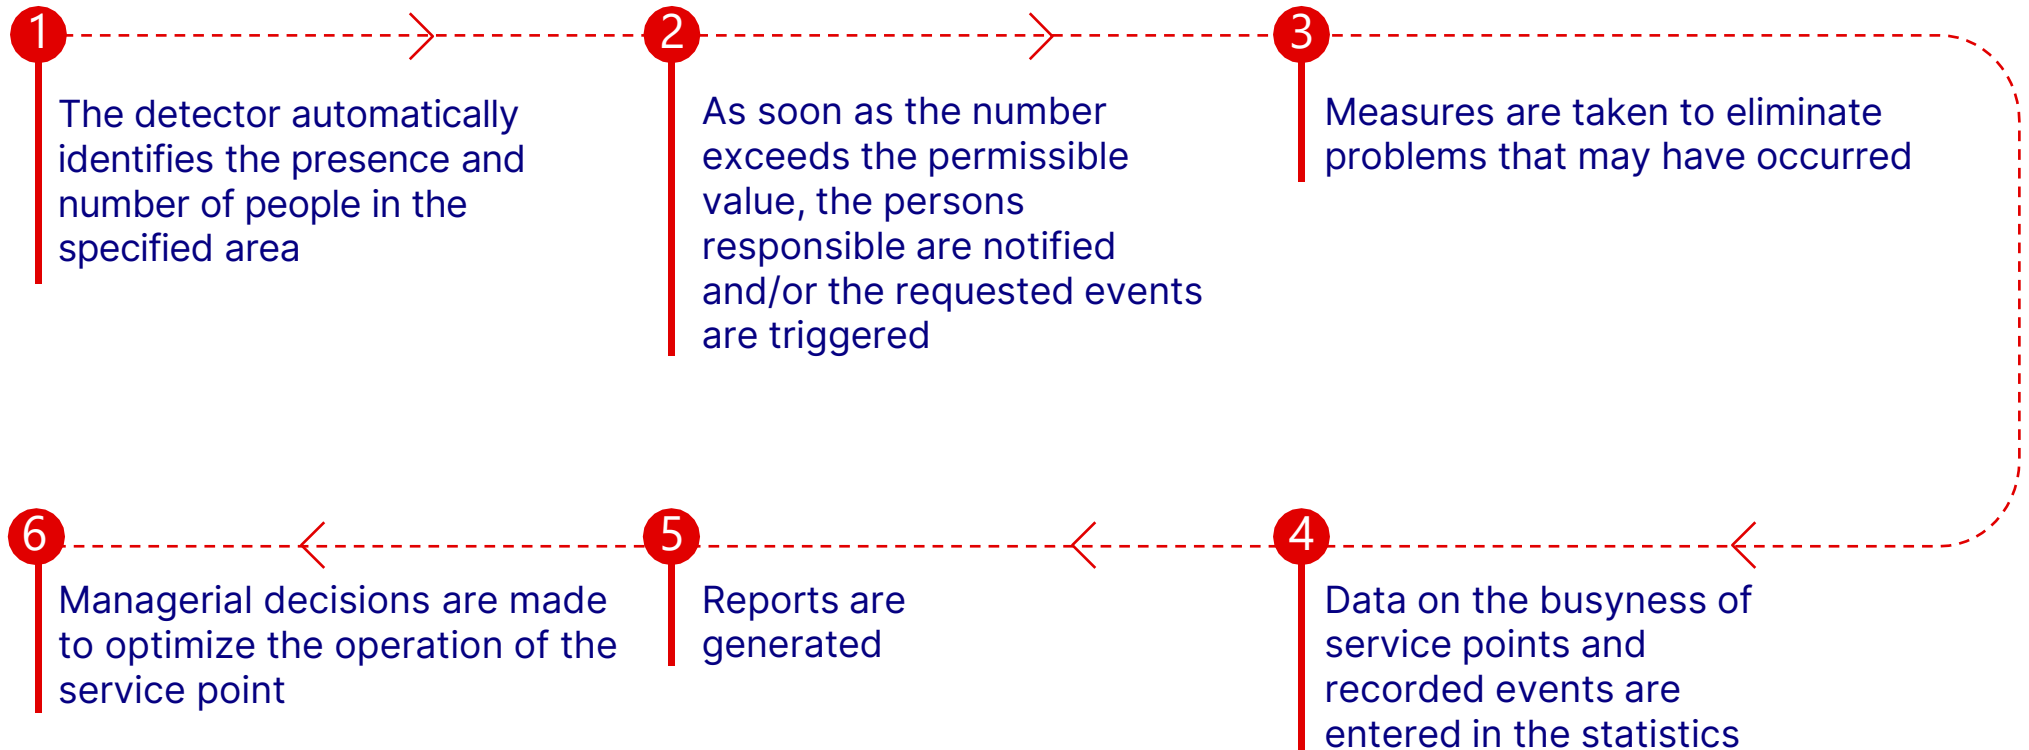 1
The detector automatically
identifies the presence and
number of people in the
specified area
2
As soon as the number
exceeds the permissible
value, the persons
responsible are notified
and/or the requested events
are triggered
3
Measures are taken to eliminate
problems that may have occurred
4
Data on the busyness of
service points and
recorded events are
entered in the statistics
5
Reports are
generated
6
Managerial decisions are made
to optimize the operation of the
service point